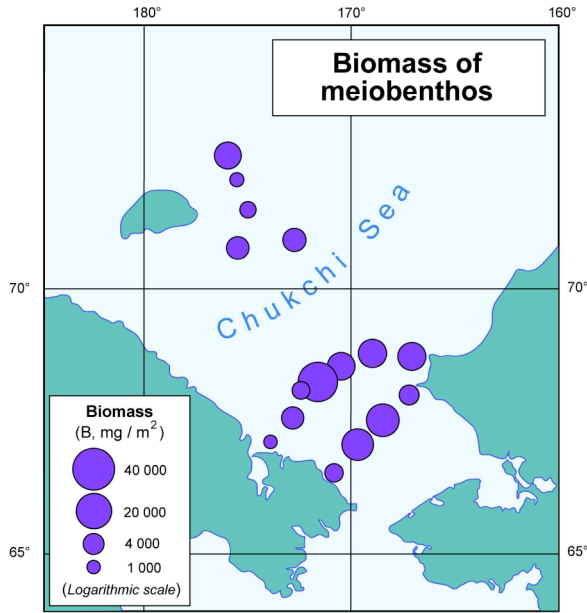 180°
170°
160°
Biomass of
meiobenthos
Chukchi Sea
70°
70°
Biomass
(B, mg / m²)
40 000
20 000
4 000
1 000
(Logarithmic scale)
65°
65°